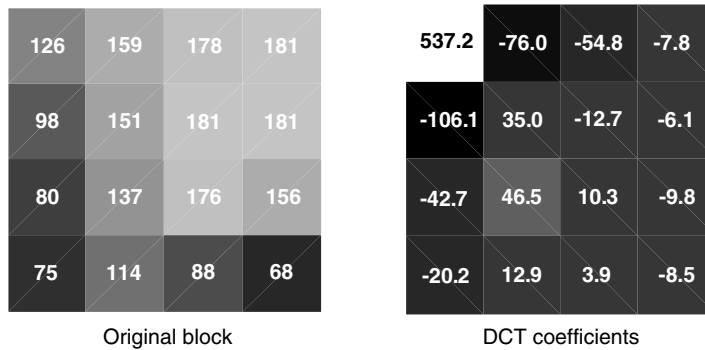 126 159 178 181 537.2 -76.0 -54.8 -7.8
98 151 181 181 -106.1 35.0 -12.7 -6.1
80 137 176 156 -42.7 46.5 10.3 -9.8
75 114 88 68 -20.2 12.9 3.9 -8.5
Original block DCT coefficients